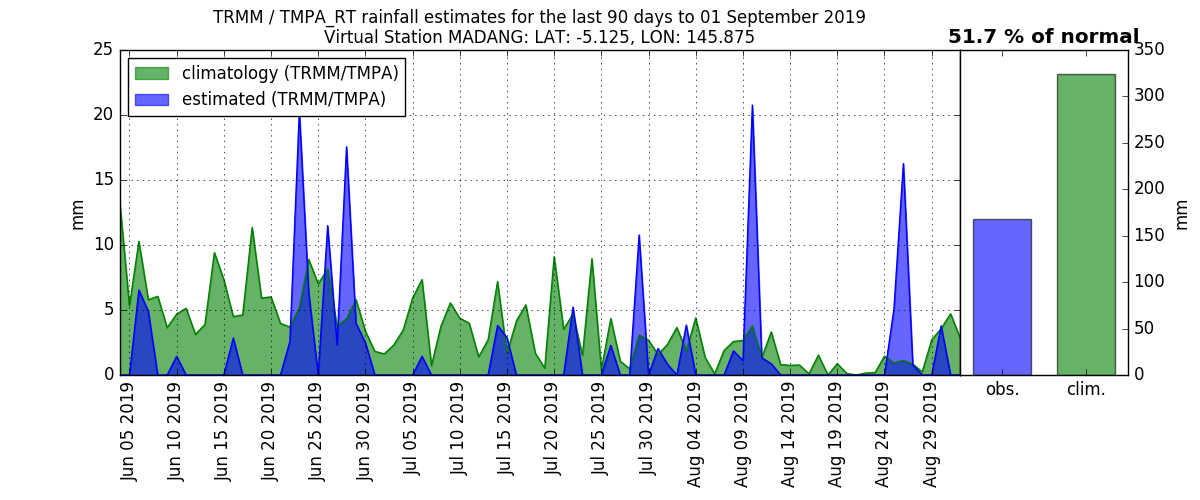 TRMM / TMPA_RT rainfall estimates for the last 90 days to 01 September 2019
Virtual Station MADANG: LAT: -5.125, LON: 145.875
51.7 % of normal
climatology (TRMM/TMPA)
estimated (TRMM/TMPA)
25
20
15
10
5
0
mm
Jun 05 2019
Jun 10 2019
Jun 15 2019
Jun 20 2019
Jun 25 2019
Jun 30 2019
Jul 05 2019
Jul 10 2019
Jul 15 2019
Jul 20 2019
Jul 25 2019
Jul 30 2019
Aug 04 2019
Aug 09 2019
Aug 14 2019
Aug 19 2019
Aug 24 2019
Aug 29 2019
obs.
clim.
350
300
250
200
150
100
50
0
mm